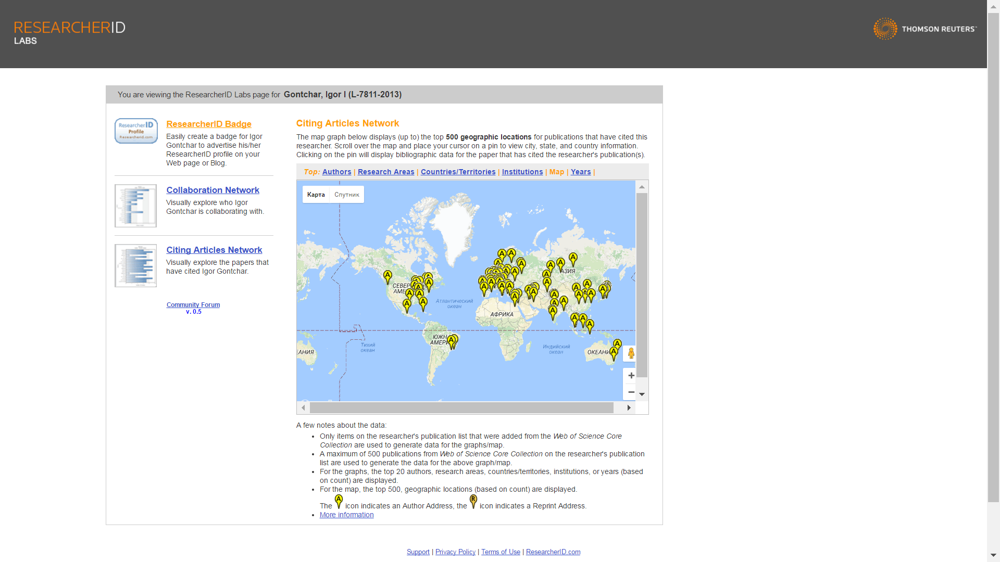 RESEARCHERID
LABS
THOMSON REUTERS™
You are viewing the ResearcherID Labs page for Gontchar, Igor I (L-7811-2013)
ResearcherID
Profile
Researcherid.com
ResearcherID Badge
Easily create a badge for Igor
Gontchar to advertise his/her
ResearcherID profile on your
Web page or Blog.
Collaboration Network
Visually explore who Igor
Gontchar is collaborating with.
Citing Articles Network
Visually explore the papers that
have cited Igor Gontchar.
Community Forum
v. 0.5
Citing Articles Network
The map graph below displays (up to) the top 500 geographic locations for publications that have cited this
researcher. Scroll over the map and place your cursor on a pin to view city, state, and country information.
Clicking on the pin will display bibliographic data for the paper that has cited the researcher's publication(s).
Top: Authors | Research Areas | Countries/Territories | Institutions | Map | Years |
Карта Спутник
АЗИЯ
СЕВЕР
АМЕ
Атлантический
океан
АФРИКА
ЮЖН
АМЕРИ
Тихий
океан
Индийский
океан
ЕАНИЯ
ОКЕАНИ
A few notes about the data:
• Only items on the researcher's publication list that were added from the Web of Science Core
Collection are used to generate data for the graphs/map.
• A maximum of 500 publications from Web of Science Core Collection on the researcher's publication
list are used to generate the data for the above graph/map.
• For the graphs, the top 20 authors, research areas, countries/territories, institutions, or years (based
on count) are displayed.
• For the map, the top 500, geographic locations (based on count) are displayed.
The A icon indicates an Author Address, the R icon indicates a Reprint Address.
• More information
Support | Privacy Policy | Terms of Use | ResearcherID.com